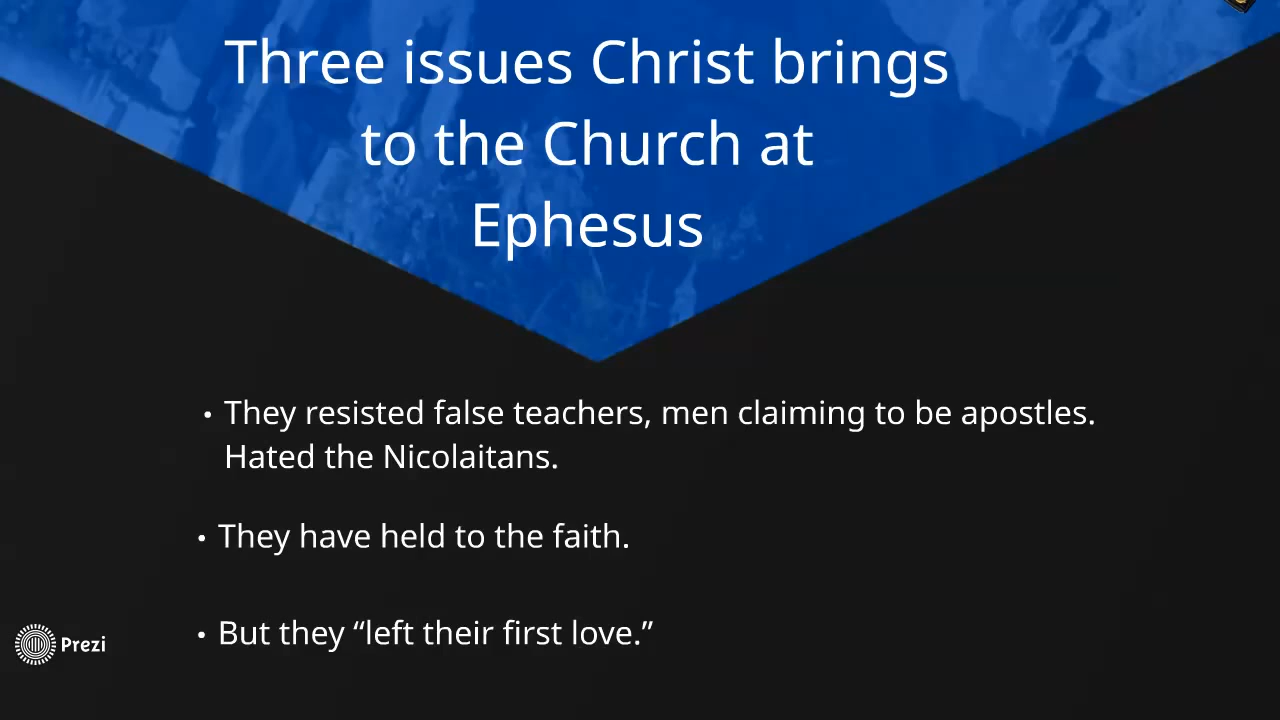 Three issues Christ brings
to the Church at
Ephesus
• They resisted false teachers, men claiming to be apostles.
Hated the Nicolaitans.
• They have held to the faith.
• But they “left their first love.”
Prezi